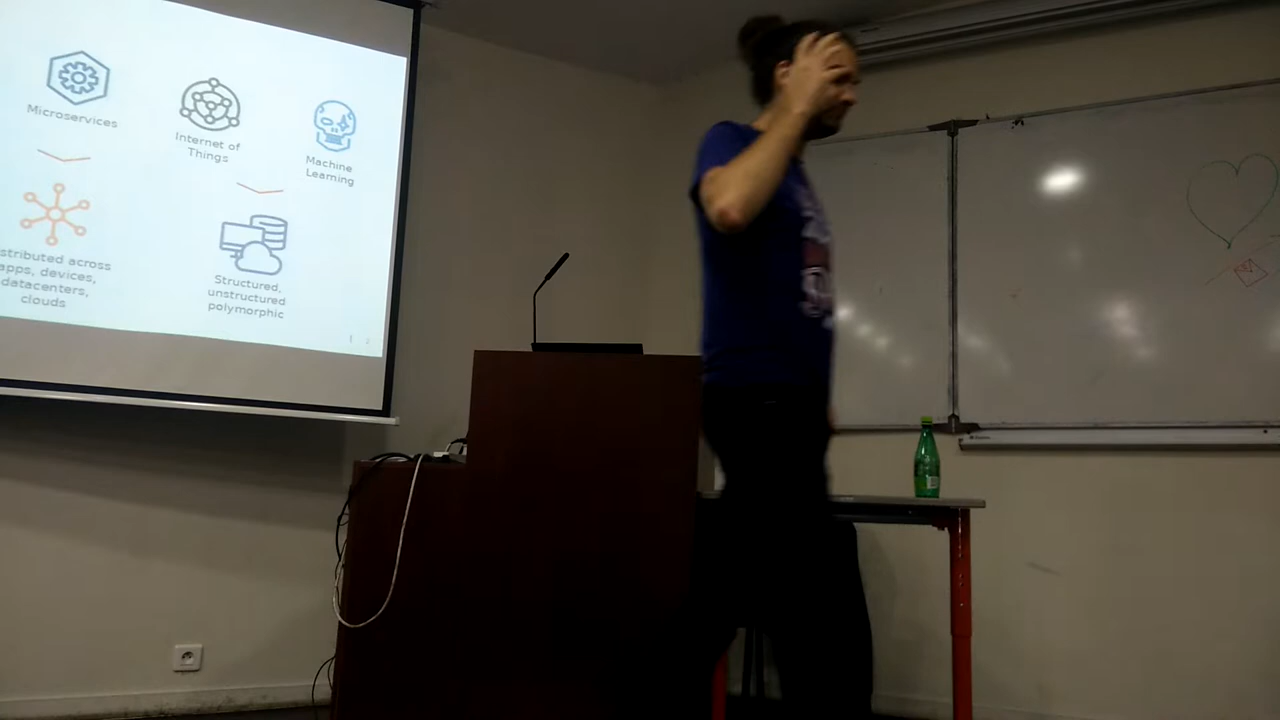 Microservices
Internet of
Things
Machine
Learning
stributed across
apps, devices,
datacenters,
clouds
Structured,
unstructured
polymorphic